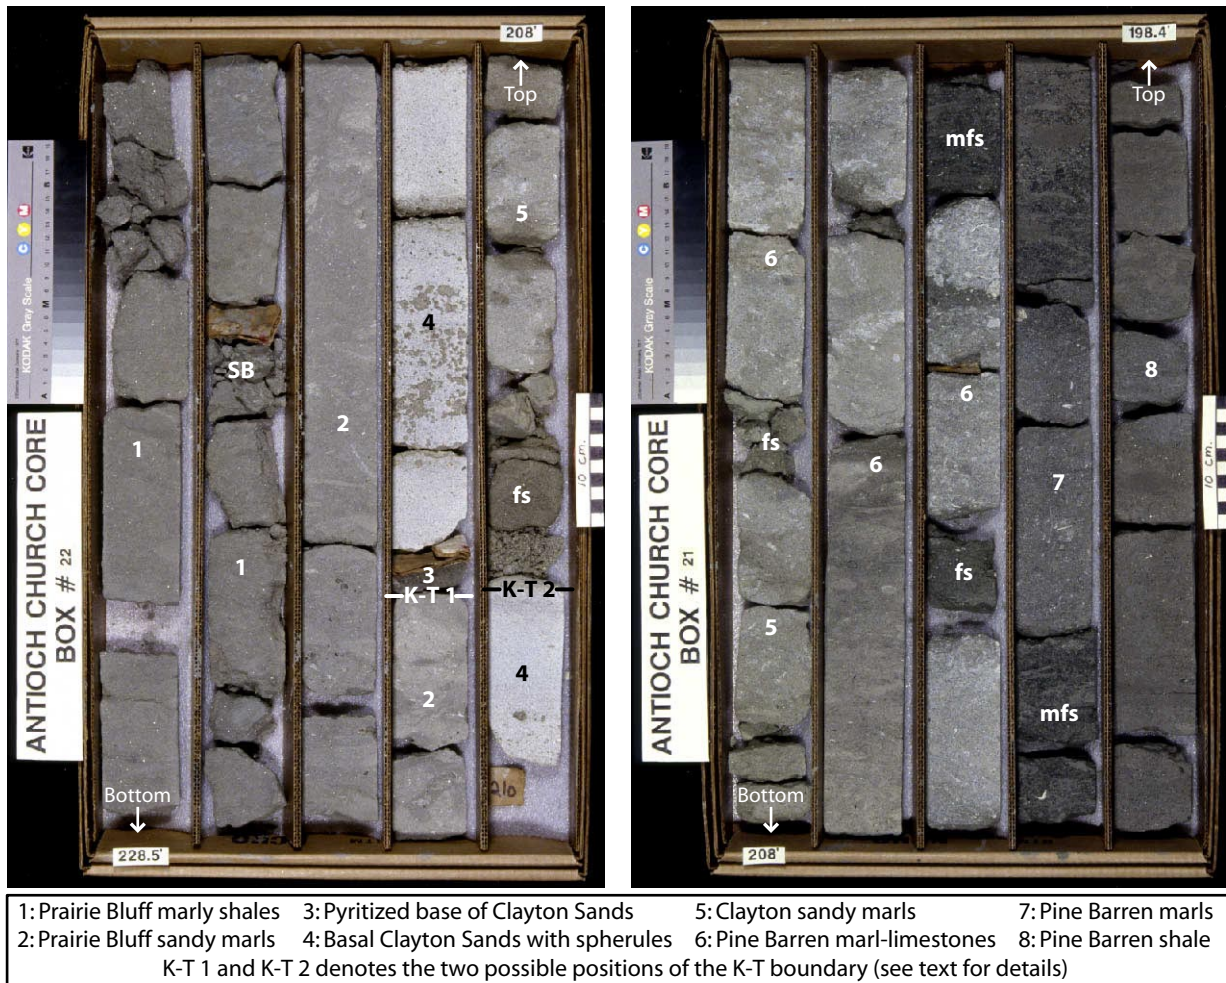 208'
Top
198.4'
Top
mfs
5
6
KODAK Gray Scale
C Y M
KODAK Gray Scale
C Y M
4
SB
8
1
2
6
6
fs
6
7
fs
10 cm.
10 cm.
ANTIOCH CHURCH CORE
BOX # 22
ANTIOCH CHURCH CORE
BOX # 21
1
3
K-T 1
K-T 2
fs
5
4
2
mfs
210
Bottom
228.5'
Bottom
208'
1: Prairie Bluff marly shales 3: Pyritized base of Clayton Sands 5: Clayton sandy marls 7: Pine Barren marls
2: Prairie Bluff sandy marls 4: Basal Clayton Sands with spherules 6: Pine Barren marl-limestones 8: Pine Barren shale
K-T 1 and K-T 2 denotes the two possible positions of the K-T boundary (see text for details)